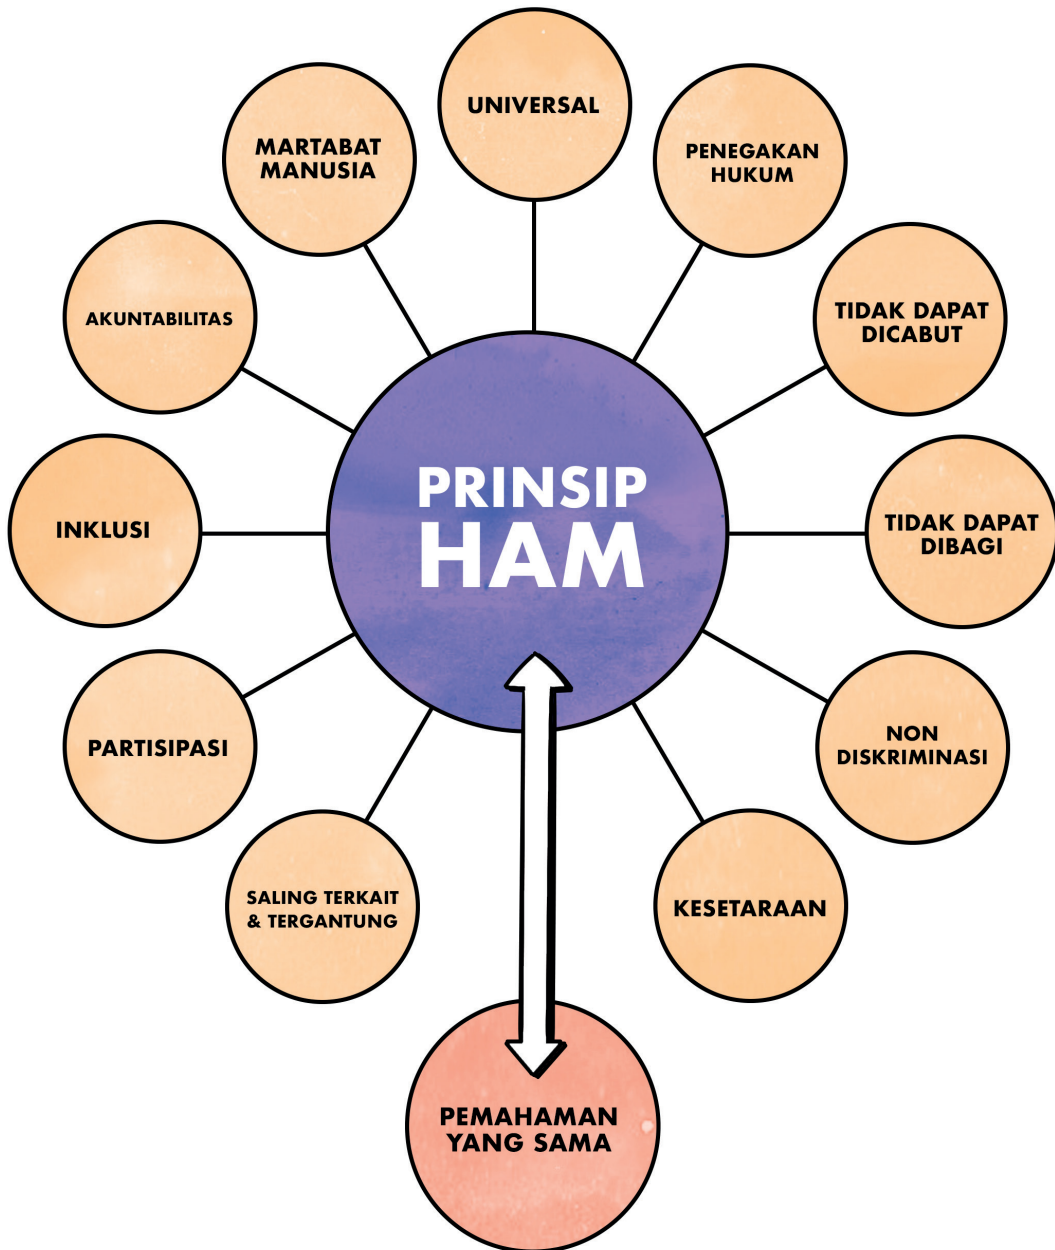 UNIVERSAL
PENEGAKAN
HUKUM
TIDAK DAPAT
DICABUT
TIDAK DAPAT
DIBAGI
NON
DISKRIMINASI
KESETARAAN
PEMAHAMAN
YANG SAMA
SALING TERKAIT
& TERGANTUNG
PARTISIPASI
INKLUSI
AKUNTABILITAS
MARTABAT
MANUSIA
PRINSIP
HAM